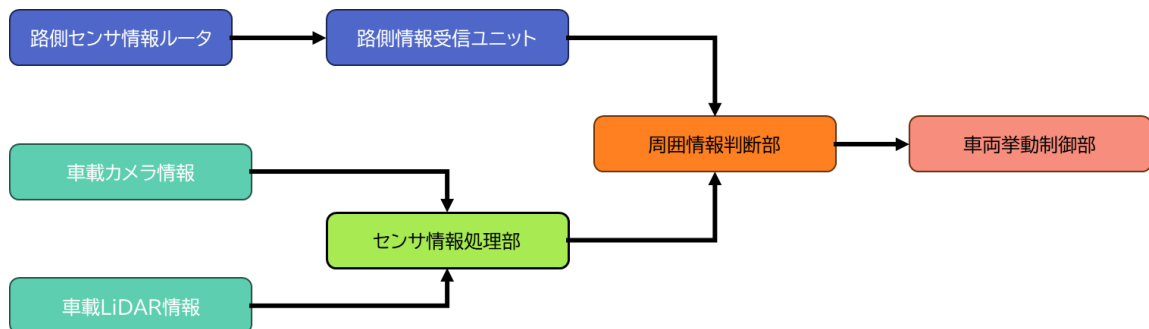 路側センサ情報ルータ
路側情報受信ユニット
周囲情報判断部
車両挙動制御部
車載カメラ情報
センサ情報処理部
車載LiDAR情報